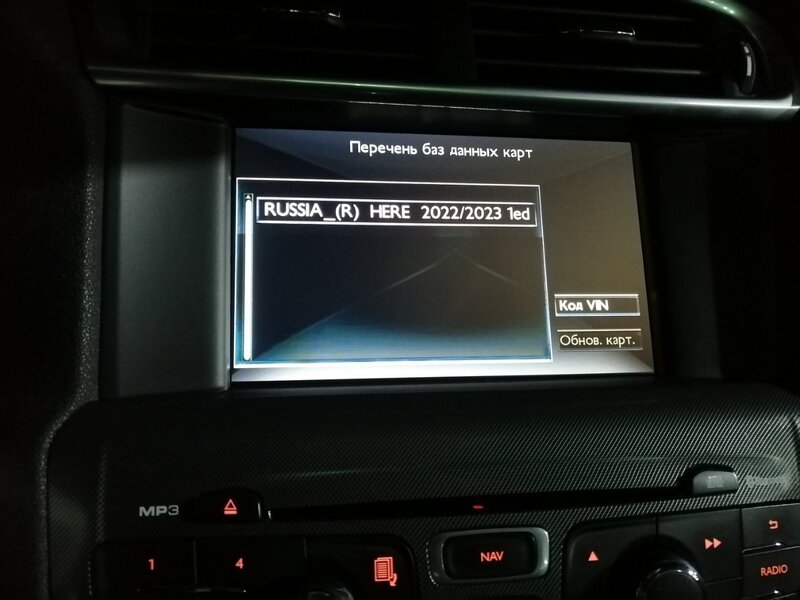 Перечень баз данных карт
RUSSIA_(R) HERE 2022/2023 1ed
Код VIN
Обнов. карт.
MP3
1
4
NAV
RADIO